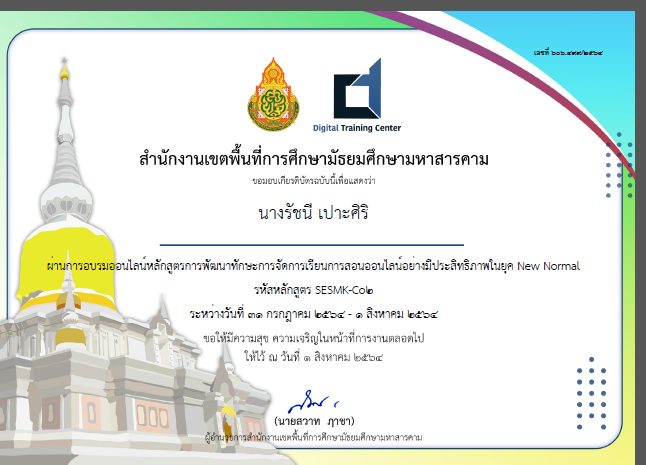 เลขที่ ๖๐๖.๔๙๙/๒๕๖๔
Digital Training Center
สำนักงานเขตพื้นที่การศึกษามัธยมศึกษามหาสารคาม
ขอมอบเกียรติบัตรฉบับนี้เพื่อแสดงว่า
นางรัชนี เปาะศิริ
ผ่านการอบรมออนไลน์หลักสูตรการพัฒนาทักษะการจัดการเรียนการสอนออนไลน์อย่างมีประสิทธิภาพในยุค New Normal
รหัสหลักสูตร SESMK-Co๒
ระหว่างวันที่ ๓๑ กรกฎาคม ๒๕๖๔ - ๑ สิงหาคม ๒๕๖๔
ขอให้มีความสุข ความเจริญในหน้าที่การงานตลอดไป
ให้ไว้ ณ วันที่ ๑ สิงหาคม ๒๕๖๔
(นายสวาท ฦาชา)
ผู้อำนวยการสำนักงานเขตพื้นที่การศึกษามัธยมศึกษามหาสารคาม